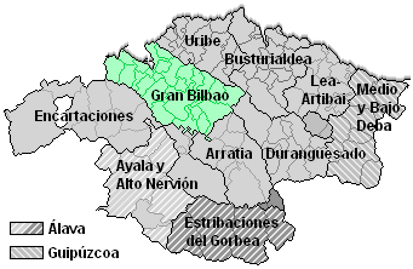 Uribe
Busturialdea
Gran Bilbao
Lea-
Artibai
Medio
y Bajo
Deba
Encartaciones
Arratia
Duranguesado
Ayala y
Alto Nervión
Estribaciones
del Gorbea
Álava
Guipúzcoa